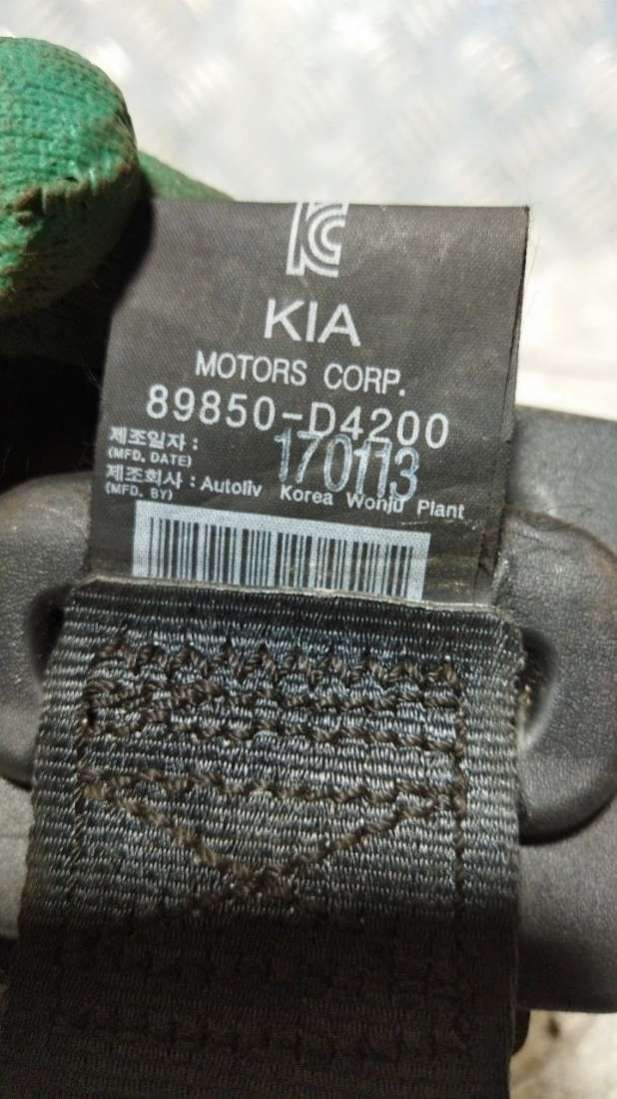 KC
KIA
MOTORS CORP.
89850-D4200
제조일자 : 170113
(MFD. DATE)
제조회사 : Autoliv Korea Wonju Plant
(MFD. BY)